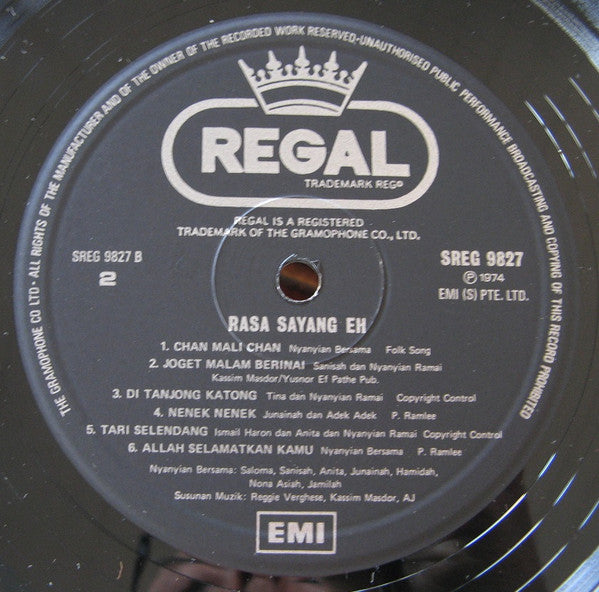 THE GRAMOPHONE CO LTD · ALL RIGHTS OF THE MANUFACTURER AND OF THE OWNER OF THE RECORDED WORK RESERVED·UNAUTHORISED PUBLIC PERFORMANCE BROADCASTING AND COPYING OF THIS RECORD PROHIBITED
REGAL
TRADEMARK REGD
REGAL IS A REGISTERED
TRADEMARK OF THE GRAMOPHONE CO., LTD.
SREG 9827 B
2
SREG 9827
Ⓟ 1974
EMI (S) PTE. LTD.
RASA SAYANG EH
1. CHAN MALI CHAN Nyanyian Bersama Folk Song
2. JOGET MALAM BERINAI Sanisah dan Nyanyian Ramai
Kassim Masdor/Yusnor Ef Pathe Pub.
3. DI TANJONG KATONG Tina dan Nyanyian Ramai Copyright Control
4. NENEK NENEK Junainah dan Adek Adek P. Ramlee
5. TARI SELENDANG Ismail Haron dan Anita dan Nyanyian Ramai Copyright Control
6. ALLAH SELAMATKAN KAMU Nyanyian Bersama P. Ramlee
Nyanyian Bersama: Saloma, Sanisah, Anita, Junainah, Hamidah,
Nona Asiah, Jamilah
Susunan Muzik: Reggie Verghese, Kassim Masdor, AJ
EMI